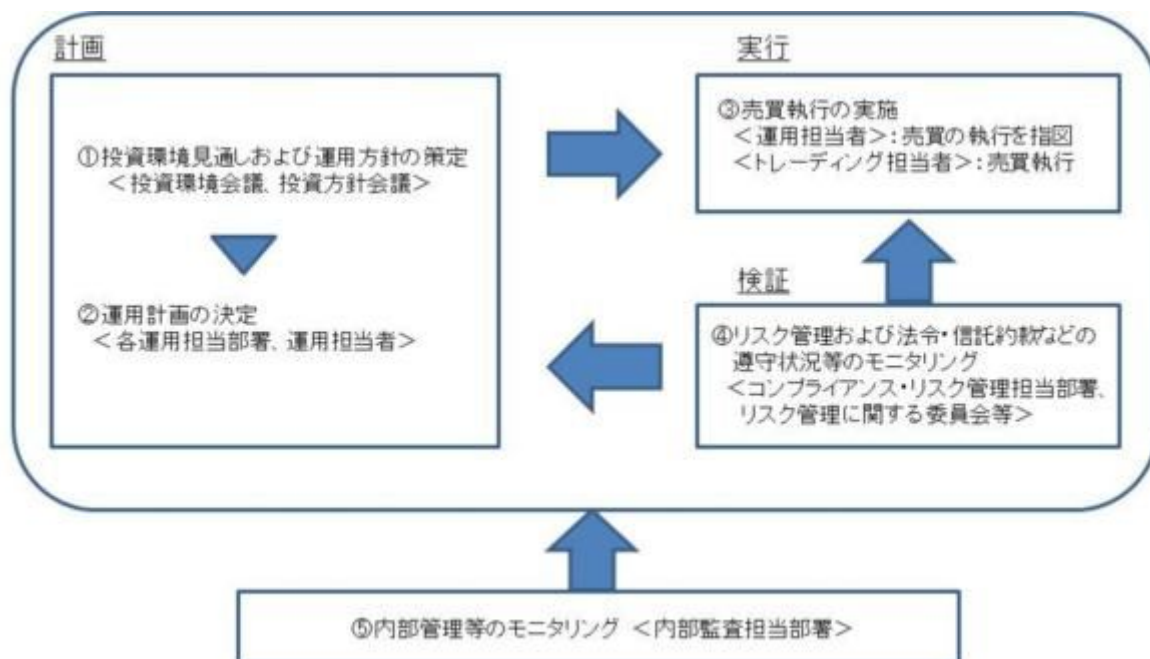 計画
①投資環境見通しおよび運用方針の策定
＜投資環境会議、投資方針会議＞
②運用計画の決定
＜各運用担当部署、運用担当者＞
実行
③売買執行の実施
＜運用担当者＞：売買の執行を指図
＜トレーディング担当者＞：売買執行
検証
④リスク管理および法令・信託約款などの
遵守状況等のモニタリング
＜コンプライアンス・リスク管理担当部署、
リスク管理に関する委員会等＞
⑤内部管理等のモニタリング ＜内部監査担当部署＞